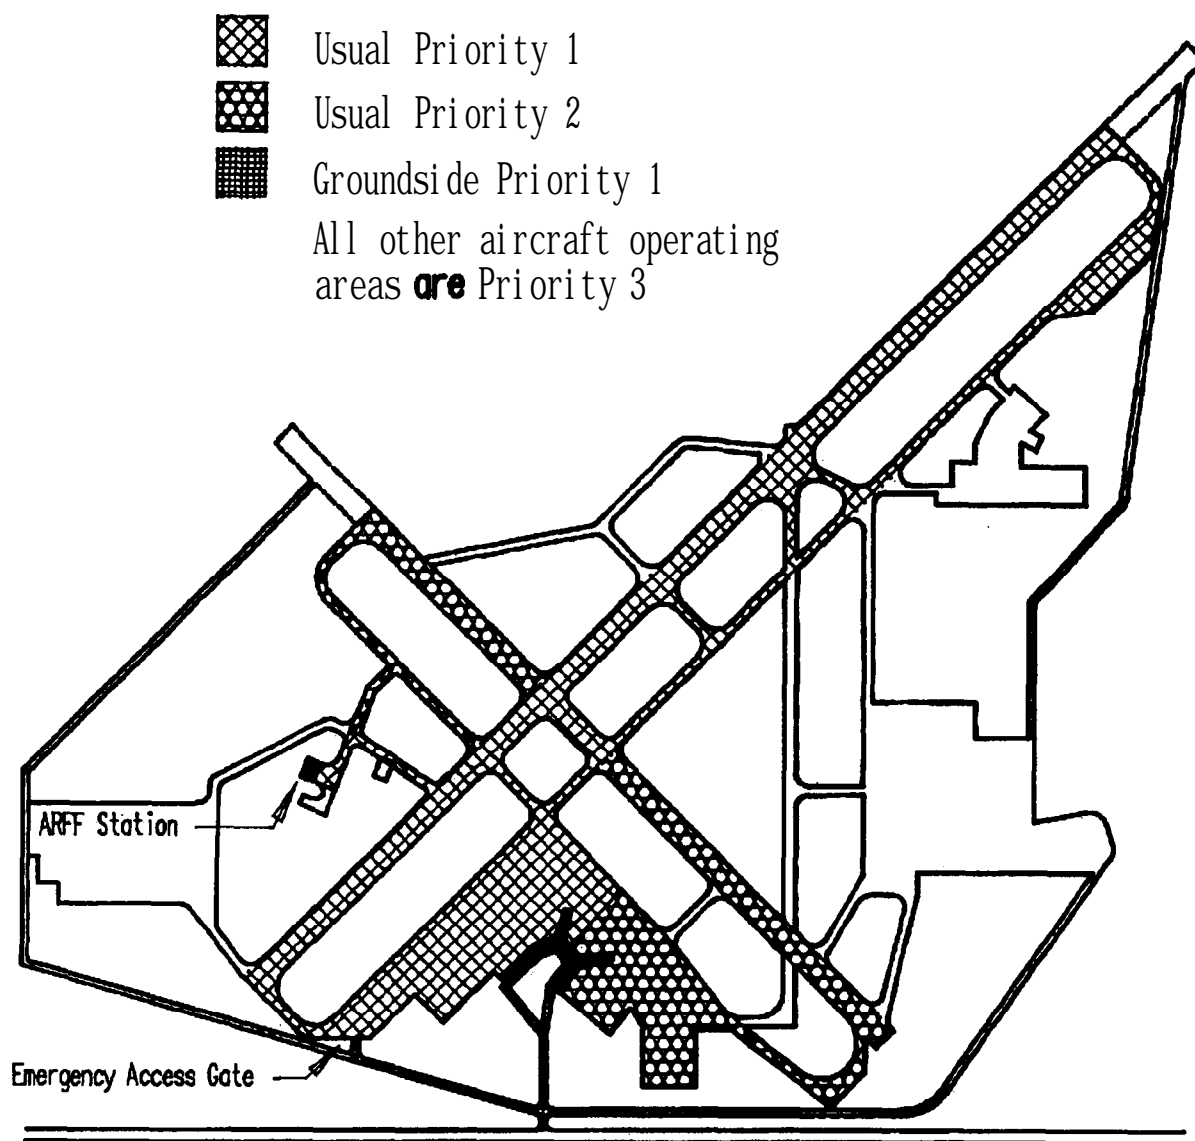 Usual Priority 1
Usual Priority 2
Groundside Priority 1
All other aircraft operating
areas are Priority 3
ARFF Station
Emergency Access Gate